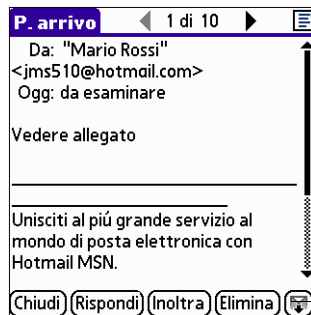 P. arrivo 1 di 10
Da: "Mario Rossi"
<jms510@hotmail.com>
Ogg: da esaminare
Vedere allegato
Unisciti al piú grande servizio al
mondo di posta elettronica con
Hotmail MSN.
Chiudi Rispondi Inoltra Elimina